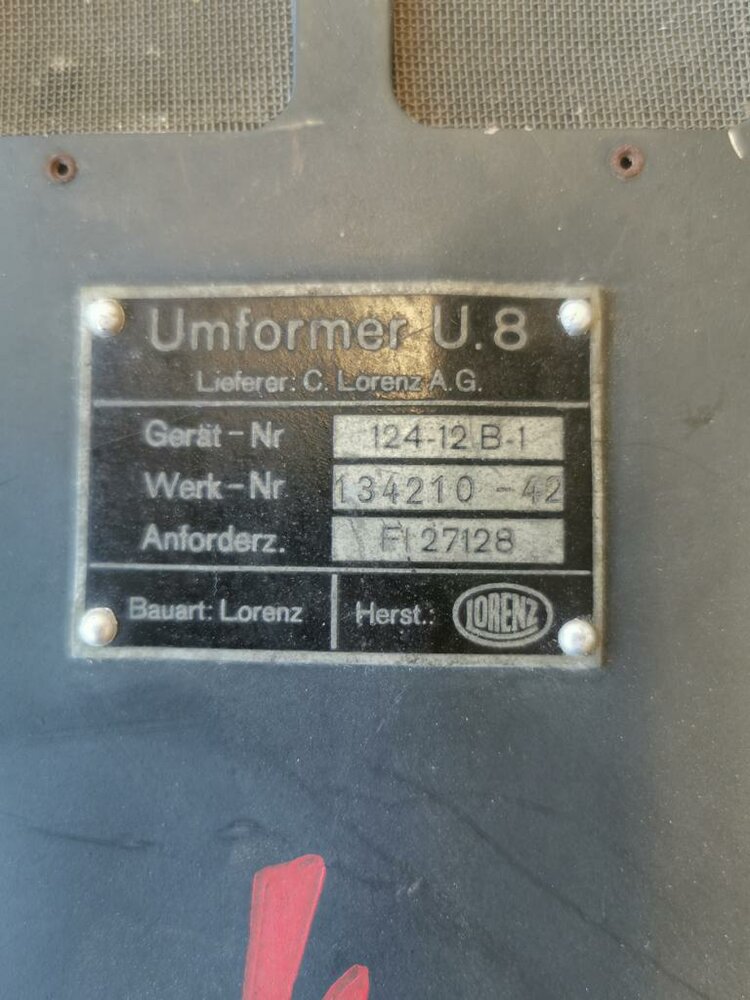 Umformer U.8
Lieferer: C. Lorenz A.G.
Gerät-Nr 124-12 B-1
Werk-Nr 134210 -42
Anforderz. Fl 27128
Bauart: Lorenz Herst.: LORENZ